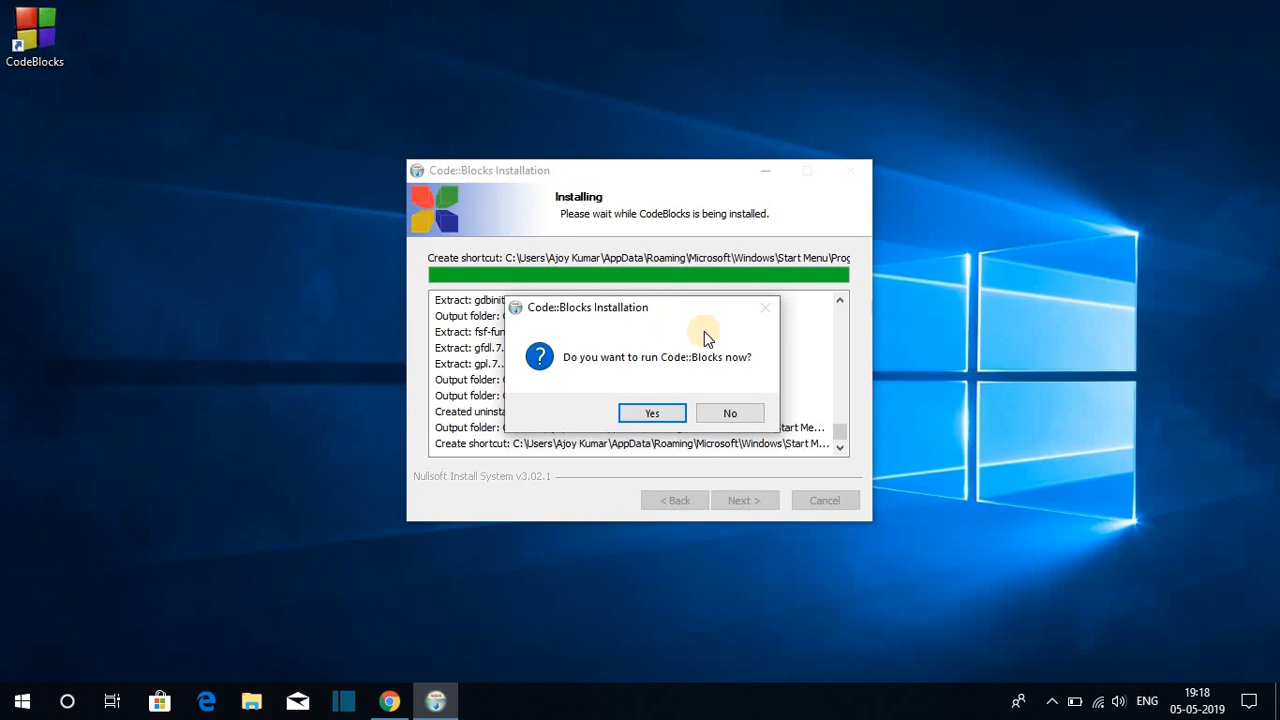 CodeBlocks
Code::Blocks Installation
Installing
Please wait while CodeBlocks is being installed.
Create shortcut: C:\Users\Ajoy Kumar\AppData\Roaming\Microsoft\Windows\Start Menu\Prog
Extract: gdbinit
Output folder:
Extract: fsf-fun
Extract: gfdl.7.
Extract: gpl.7..
Output folder:
Output folder:
Created uninsta
Output folder:
Me...
Create shortcut: C:\Users\Ajoy Kumar\AppData\Roaming\Microsoft\Windows\Start M...
Code::Blocks Installation
Do you want to run Code::Blocks now?
Yes No
Nullsoft Install System v3.02.1
< Back Next > Cancel
ENG
19:18
05-05-2019